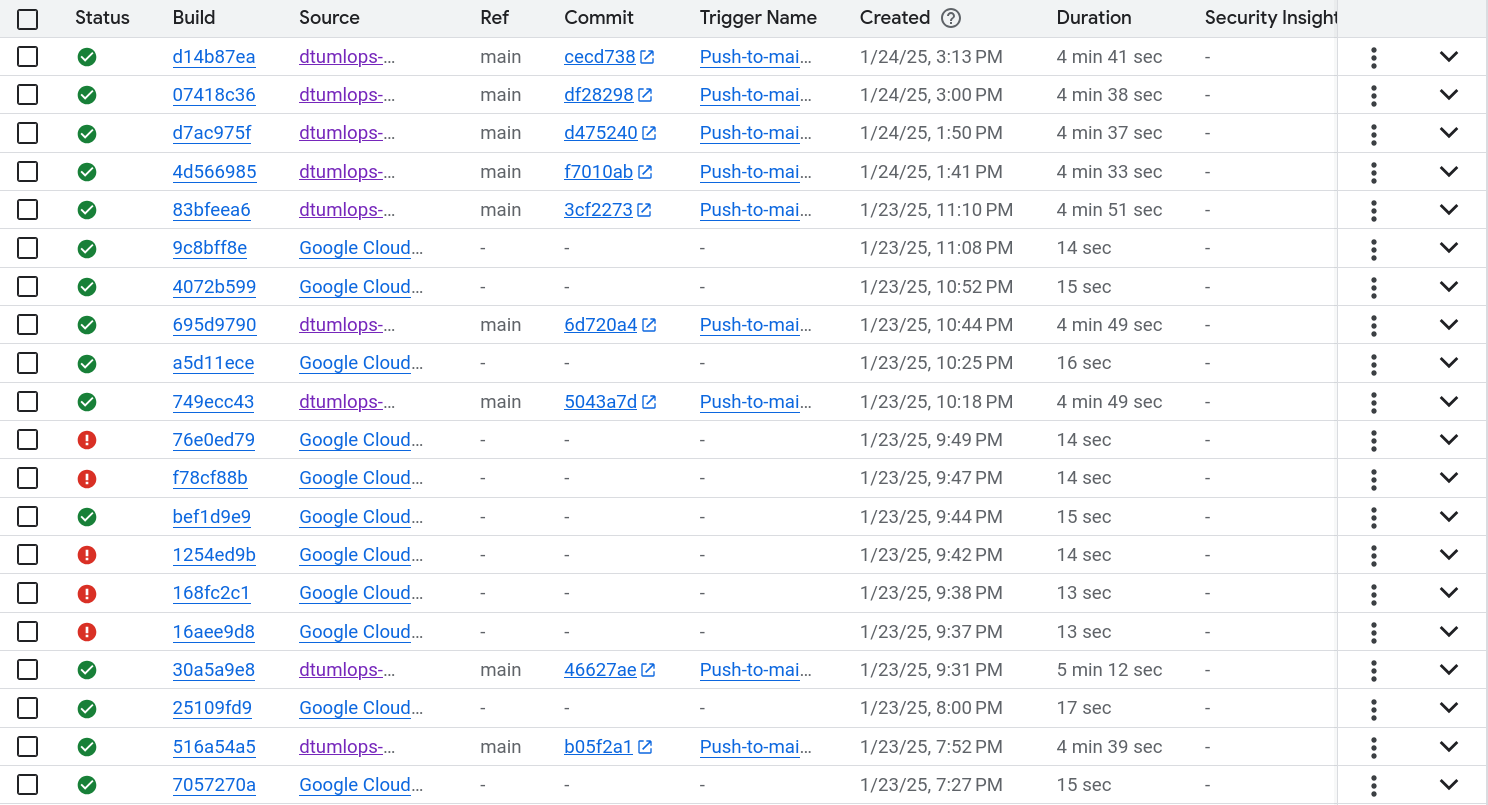 Status Build Source Ref Commit Trigger Name Created Duration Security Insight
d14b87ea dtumlops-… main cecd738 Push-to-mai… 1/24/25, 3:13 PM 4 min 41 sec -
07418c36 dtumlops-… main df28298 Push-to-mai… 1/24/25, 3:00 PM 4 min 38 sec -
d7ac975f dtumlops-… main d475240 Push-to-mai… 1/24/25, 1:50 PM 4 min 37 sec -
4d566985 dtumlops-… main f7010ab Push-to-mai… 1/24/25, 1:41 PM 4 min 33 sec -
83bfeea6 dtumlops-… main 3cf2273 Push-to-mai… 1/23/25, 11:10 PM 4 min 51 sec -
9c8bff8e Google Cloud… - - - 1/23/25, 11:08 PM 14 sec -
4072b599 Google Cloud… - - - 1/23/25, 10:52 PM 15 sec -
695d9790 dtumlops-… main 6d720a4 Push-to-mai… 1/23/25, 10:44 PM 4 min 49 sec -
a5d11ece Google Cloud… - - - 1/23/25, 10:25 PM 16 sec -
749ecc43 dtumlops-… main 5043a7d Push-to-mai… 1/23/25, 10:18 PM 4 min 49 sec -
76e0ed79 Google Cloud… - - - 1/23/25, 9:49 PM 14 sec -
f78cf88b Google Cloud… - - - 1/23/25, 9:47 PM 14 sec -
bef1d9e9 Google Cloud… - - - 1/23/25, 9:44 PM 15 sec -
1254ed9b Google Cloud… - - - 1/23/25, 9:42 PM 14 sec -
168fc2c1 Google Cloud… - - - 1/23/25, 9:38 PM 13 sec -
16aee9d8 Google Cloud… - - - 1/23/25, 9:37 PM 13 sec -
30a5a9e8 dtumlops-… main 46627ae Push-to-mai… 1/23/25, 9:31 PM 5 min 12 sec -
25109fd9 Google Cloud… - - - 1/23/25, 8:00 PM 17 sec -
516a54a5 dtumlops-… main b05f2a1 Push-to-mai… 1/23/25, 7:52 PM 4 min 39 sec -
7057270a Google Cloud… - - - 1/23/25, 7:27 PM 15 sec -